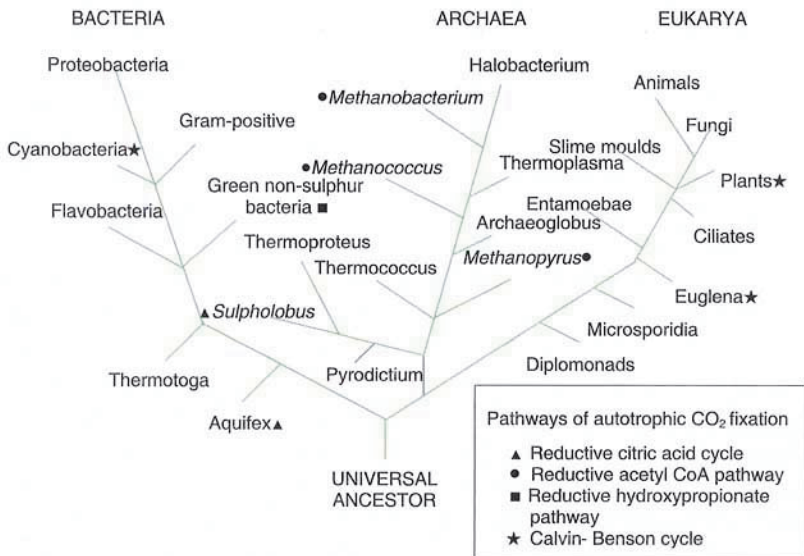 BACTERIA
ARCHAEA
EUKARYA
Proteobacteria
Halobacterium
Animals
●Methanobacterium
Gram-positive
Fungi
Cyanobacteria★
Slime moulds
●Methanococcus
Thermoplasma
Plants★
Green non-sulphur
bacteria ■
Flavobacteria
Entamoebae
Archaeoglobus
Ciliates
Thermoproteus
Methanopyrus●
Thermococcus
Euglena★
▲Sulpholobus
Microsporidia
Diplomonads
Thermotoga
Pyrodictium
Aquifex▲
UNIVERSAL
ANCESTOR
Pathways of autotrophic CO₂ fixation
▲ Reductive citric acid cycle
● Reductive acetyl CoA pathway
■ Reductive hydroxypropionate
pathway
★ Calvin- Benson cycle